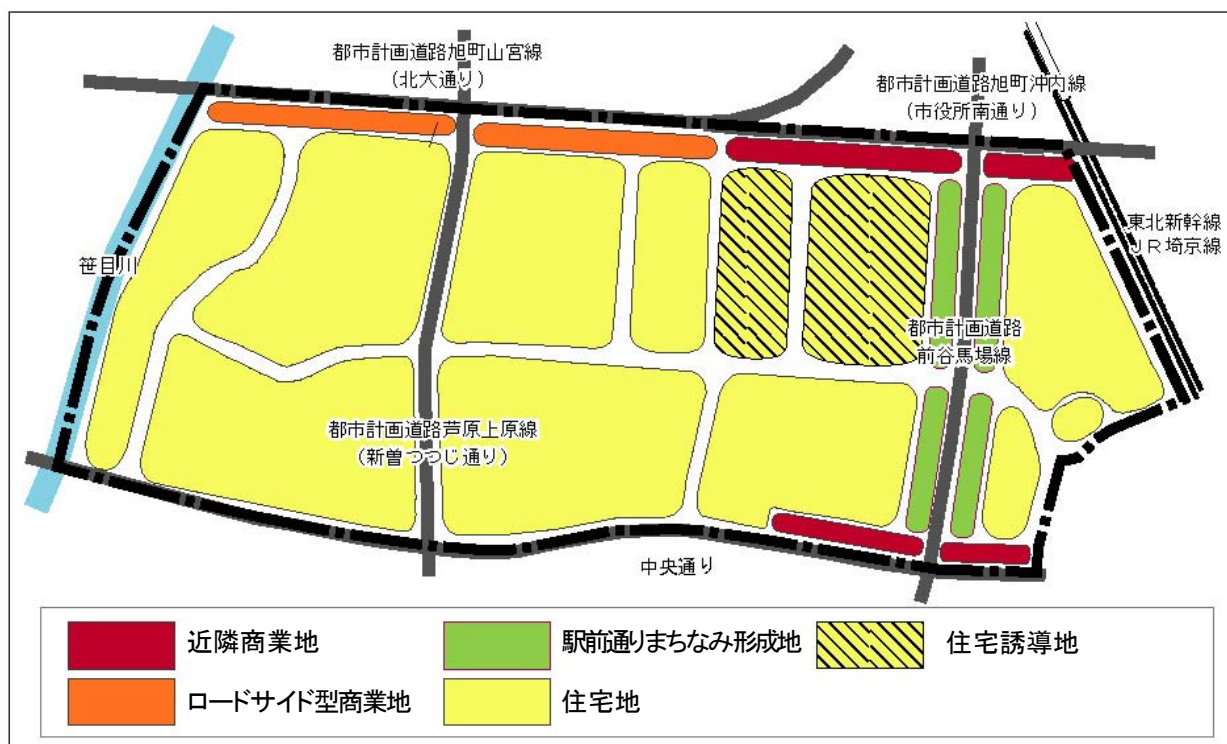 都市計画道路旭町山宮線
(北大通り)
都市計画道路旭町沖内線
(市役所南通り)
東北新幹線
JR埼京線
笹目川
都市計画道路
前谷馬場線
都市計画道路芦原上原線
(新曽つつじ通り)
中央通り
近隣商業地
駅前通りまちなみ形成地
住宅誘導地
ロードサイド型商業地
住宅地